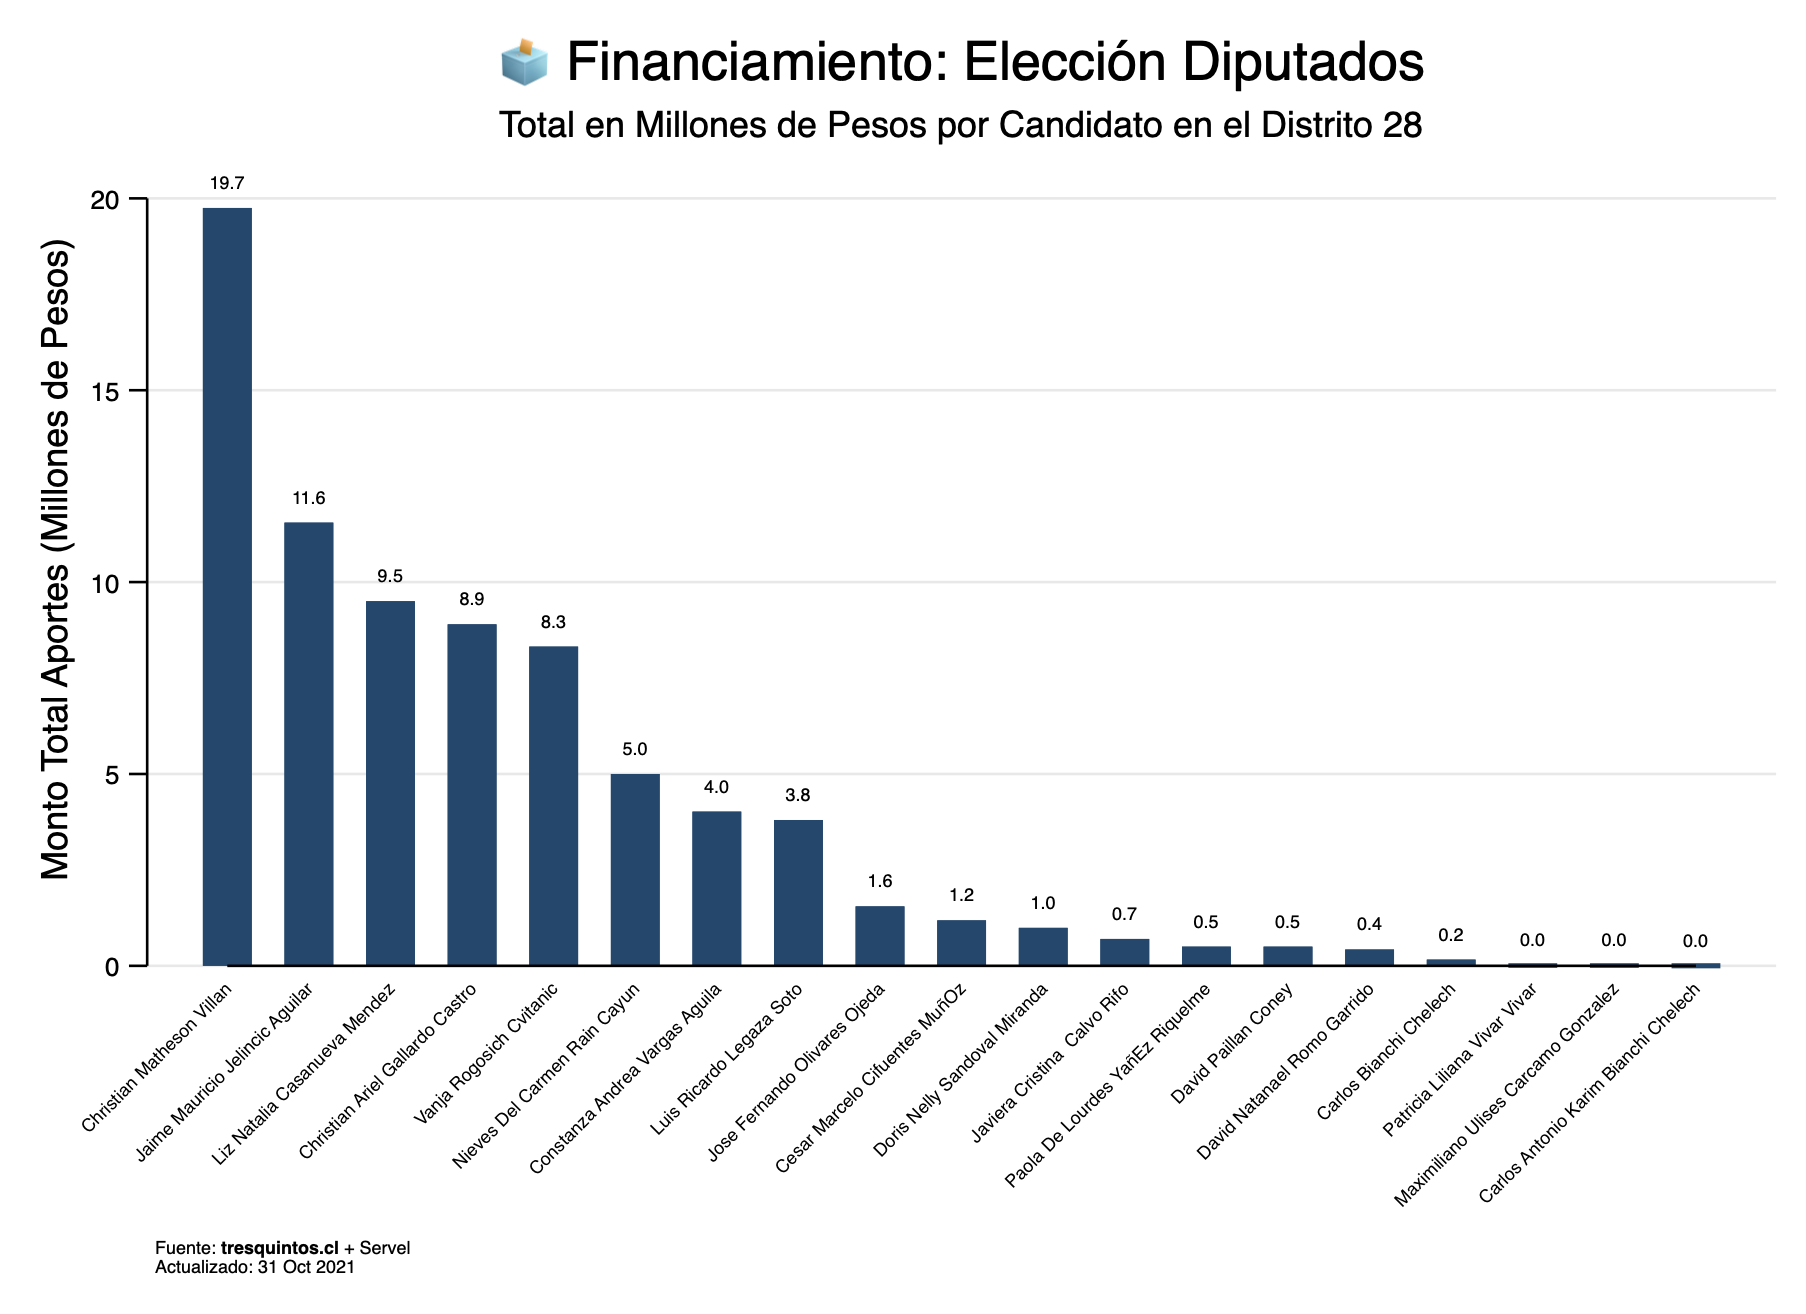 Financiamiento: Elección Diputados
Total en Millones de Pesos por Candidato en el Distrito 28
Monto Total Aportes (Millones de Pesos)
20
15
10
5
0
19.7
11.6
9.5
8.9
8.3
5.0
4.0
3.8
1.6
1.2
1.0
0.7
0.5
0.5
0.4
0.2
0.0
0.0
0.0
Christian Matheson Villan
Jaime Mauricio Jelincic Aguilar
Liz Natalia Casanueva Mendez
Christian Ariel Gallardo Castro
Vanja Rogosich Cvitanic
Nieves Del Carmen Rain Cayun
Constanza Andrea Vargas Aguila
Luis Ricardo Legaza Soto
Jose Fernando Olivares Ojeda
Cesar Marcelo Cifuentes MuñOz
Doris Nelly Sandoval Miranda
Javiera Cristina  Calvo Rifo
Paola De Lourdes YañEz Riquelme
David Paillan Coney
David Natanael Romo Garrido
Carlos Bianchi Chelech
Patricia Liliana Vivar Vivar
Maximiliano Ulises Carcamo Gonzalez
Carlos Antonio Karim Bianchi Chelech
Fuente: tresquintos.cl + Servel
Actualizado: 31 Oct 2021